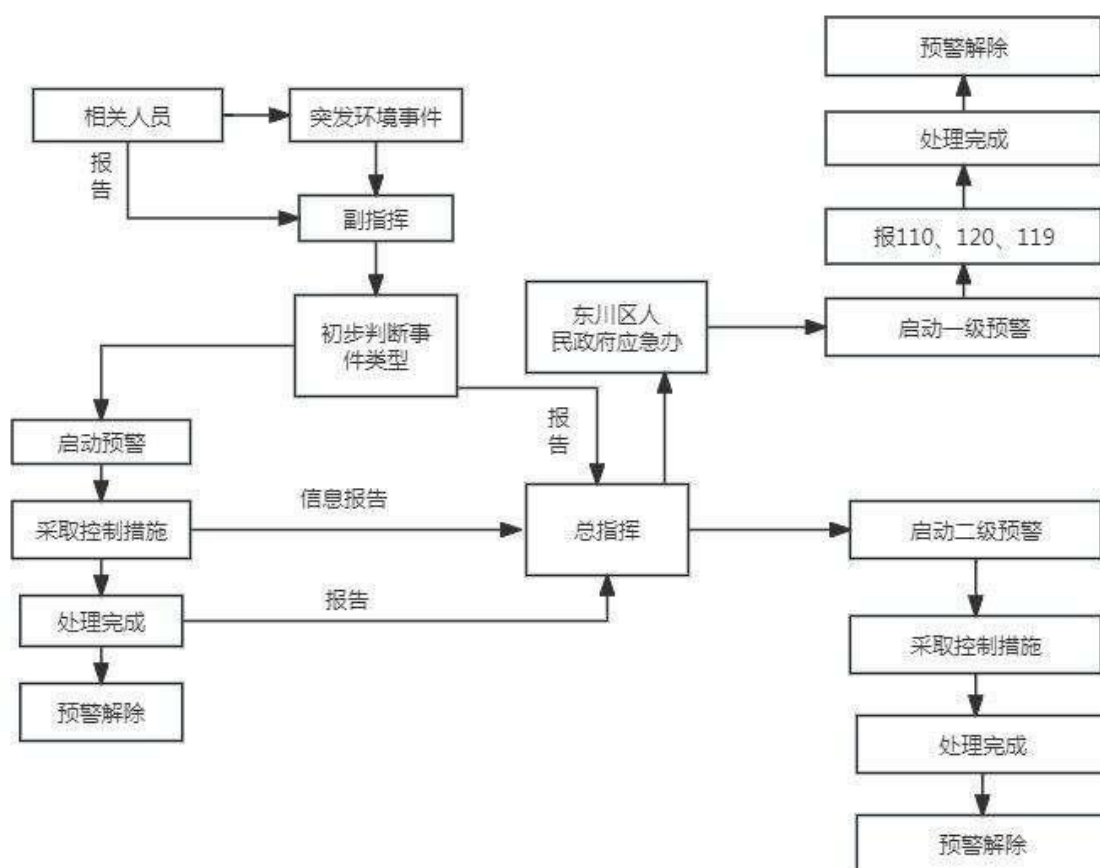 预警解除
相关人员
突发环境事件
处理完成
报
告
副指挥
报110、120、119
初步判断事
件类型
东川区人
民政府应急办
启动一级预警
启动预警
报
告
采取控制措施
信息报告
总指挥
启动二级预警
处理完成
报告
采取控制措施
预警解除
处理完成
预警解除